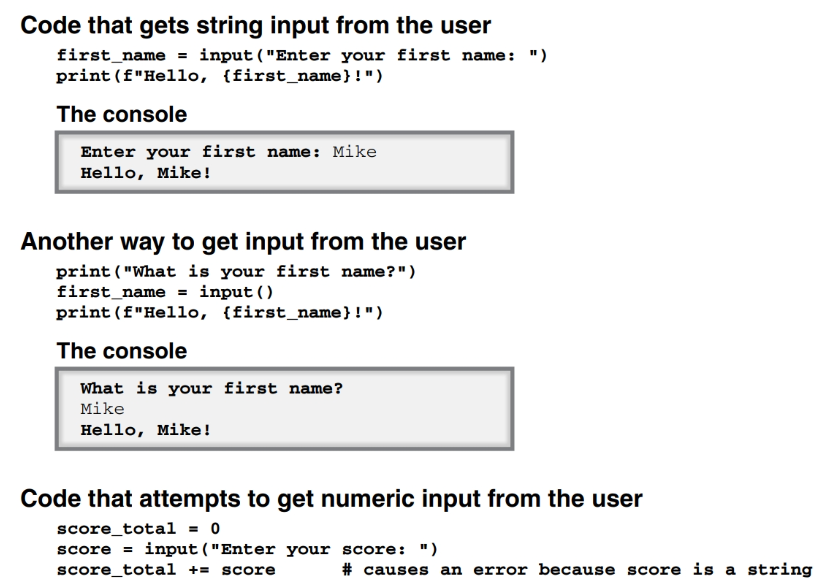 Code that gets string input from the user
first_name = input("Enter your first name: ")
print(f"Hello, {first_name}!")
The console
Enter your first name: Mike
Hello, Mike!
Another way to get input from the user
print("What is your first name?")
first_name = input()
print(f"Hello, {first_name}!")
The console
What is your first name?
Mike
Hello, Mike!
Code that attempts to get numeric input from the user
score_total = 0
score = input("Enter your score: ")
score_total += score      # causes an error because score is a string